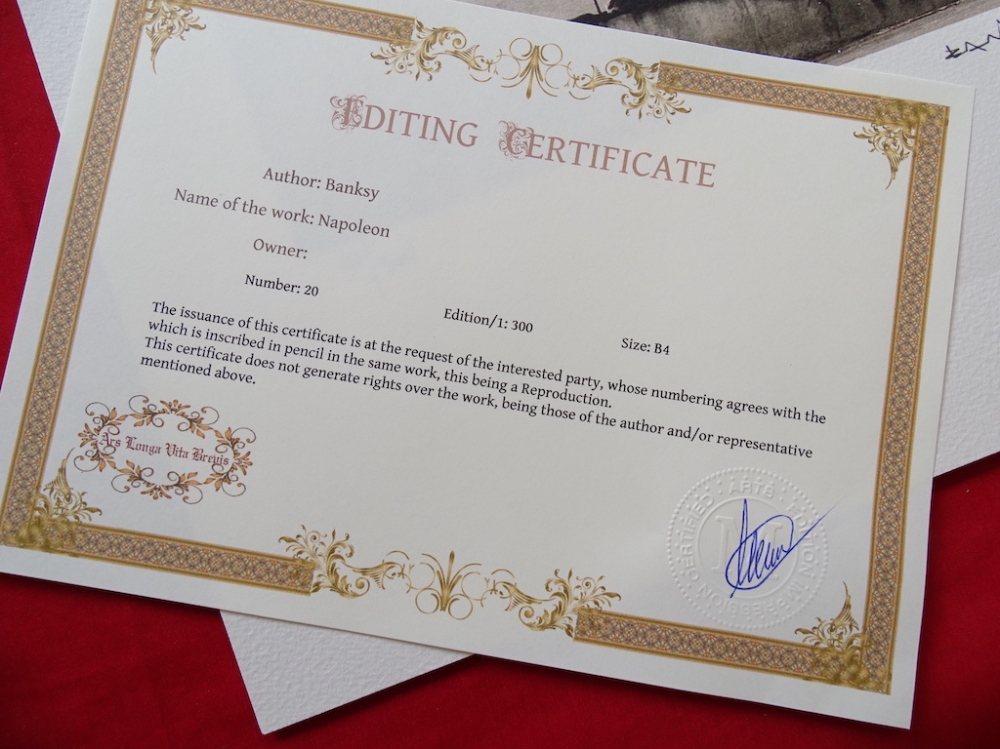 EDITING CERTIFICATE
Author: Banksy
Name of the work: Napoleon
Owner:
Number: 20
Edition/1: 300
Size: B4
The issuance of this certificate is at the request of the interested party, whose numbering agrees with the
which is inscribed in pencil in the same work, this being a Reproduction.
This certificate does not generate rights over the work, being those of the author and/or representative
mentioned above.
Ars Longa Vita Brevis
CERTIFIED ARTS